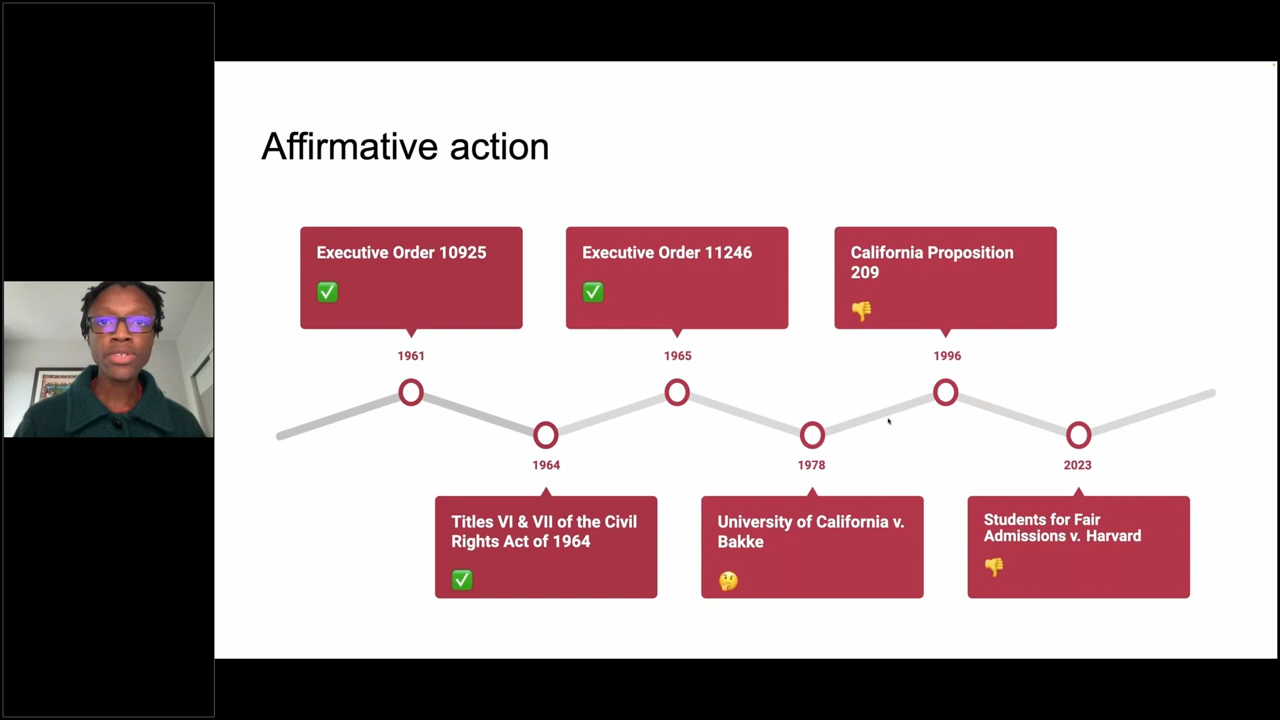 Affirmative action
Executive Order 10925
Executive Order 11246
California Proposition
209
1961
1965
1996
1964
1978
2023
Titles VI & VII of the Civil
Rights Act of 1964
University of California v.
Bakke
Students for Fair
Admissions v. Harvard